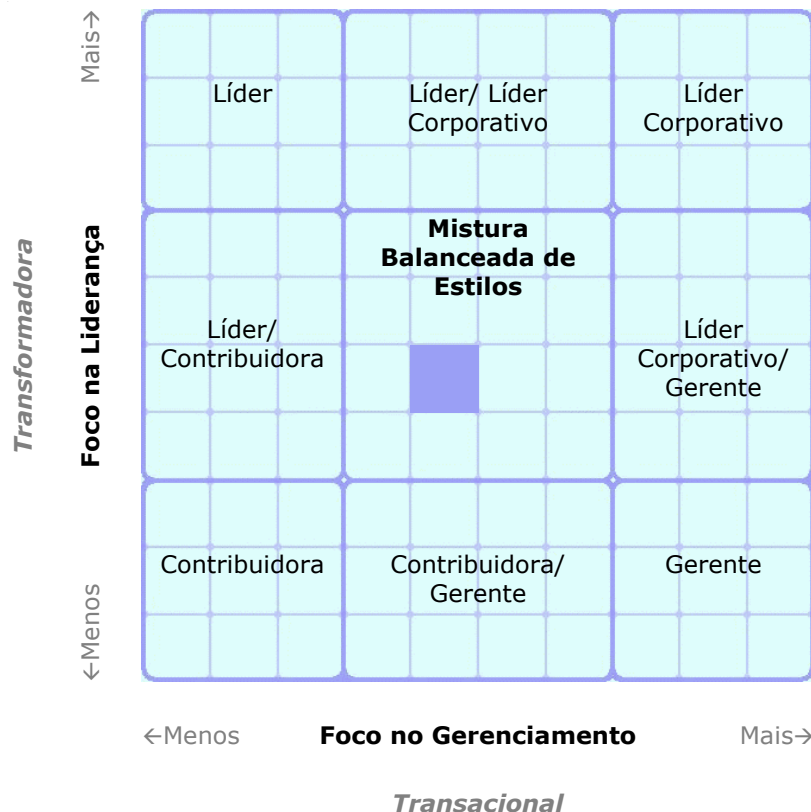 Mais→
Líder
Líder/ Líder
Corporativo
Líder
Corporativo
Transformadora
Foco na Liderança
Mistura
Balanceada de
Estilos
Líder/
Contribuidora
Líder
Corporativo/
Gerente
Contribuidora
Contribuidora/
Gerente
Gerente
←Menos
←Menos
Foco no Gerenciamento
Mais→
Transacional